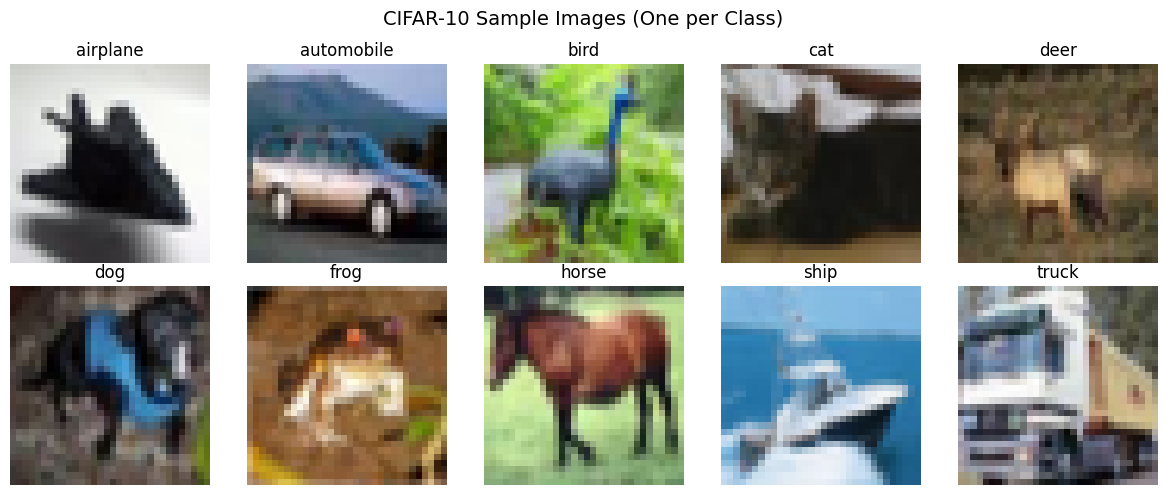 CIFAR-10 Sample Images (One per Class)
airplane automobile bird cat deer
dog frog horse ship truck